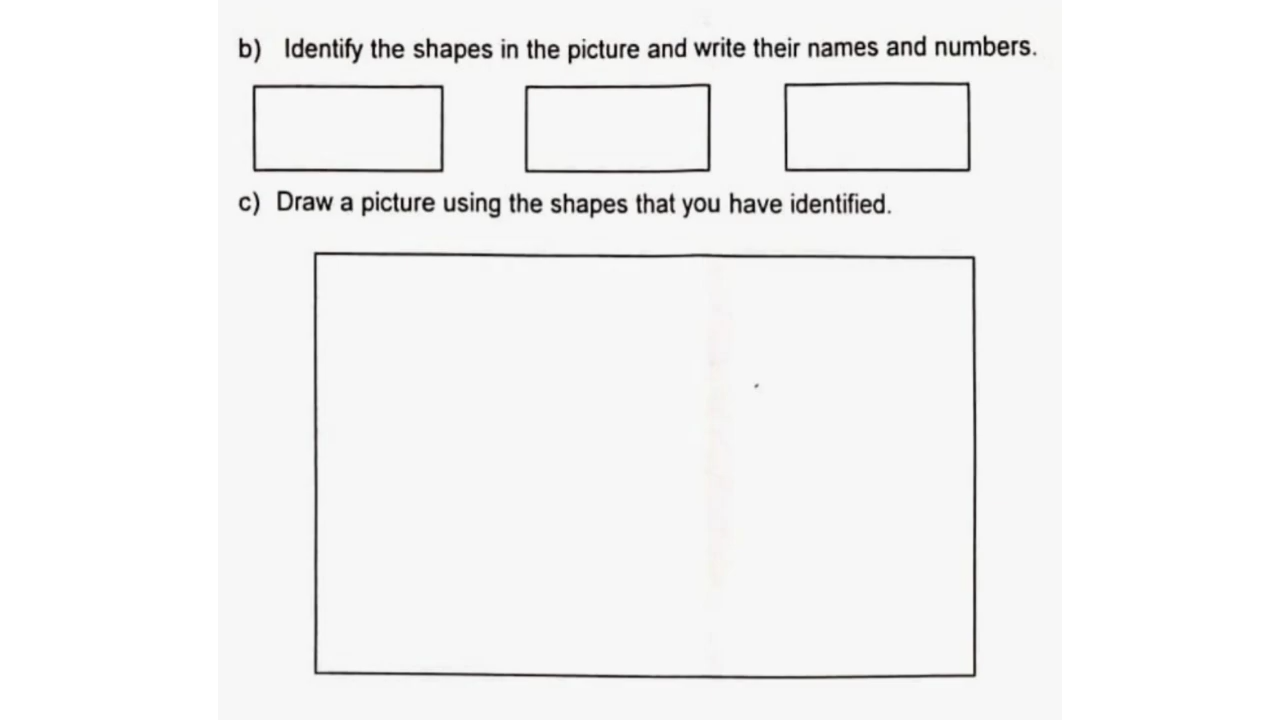 b) Identify the shapes in the picture and write their names and numbers.
c) Draw a picture using the shapes that you have identified.